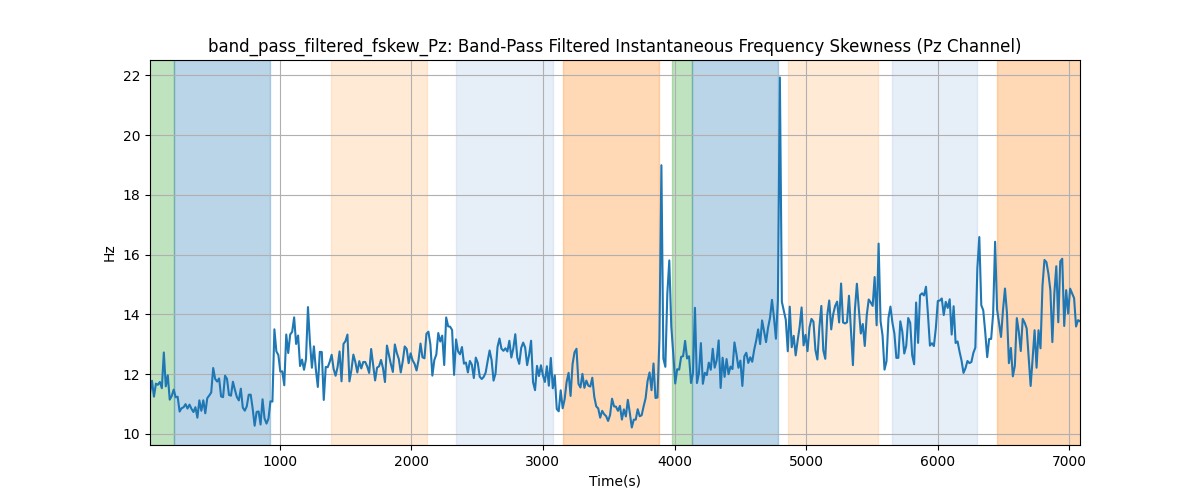 band_pass_filtered_fskew_Pz: Band-Pass Filtered Instantaneous Frequency Skewness (Pz Channel)
22
20
18
16
14
12
10
Hz
1000 2000 3000 4000 5000 6000 7000
Time(s)